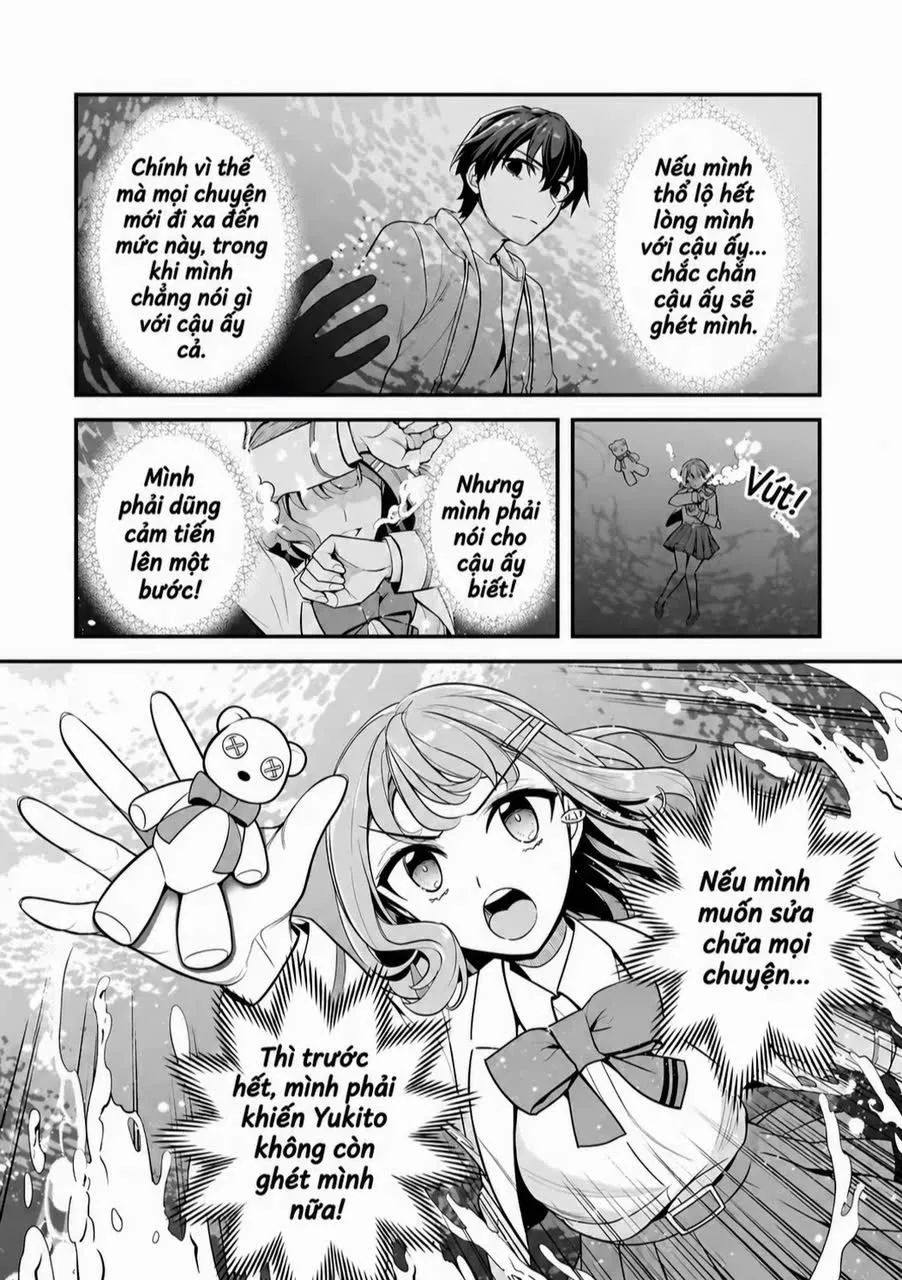 Nếu mình
thổ lộ hết
lòng mình
với cậu ấy...
chắc chắn
cậu ấy sẽ
ghét mình.
Chính vì thế
mà mọi chuyện
mới đi xa đến
mức này, trong
khi mình
chẳng nói gì
với cậu ấy
cả.
Vút!
Nhưng
mình phải
nói cho
cậu ấy
biết!
Mình
phải dũng
cảm tiến
lên một
bước!
Nếu mình
muốn sửa
chữa mọi
chuyện...
Thì trước
hết, mình phải
khiến Yukito
không còn
ghét mình
nữa!